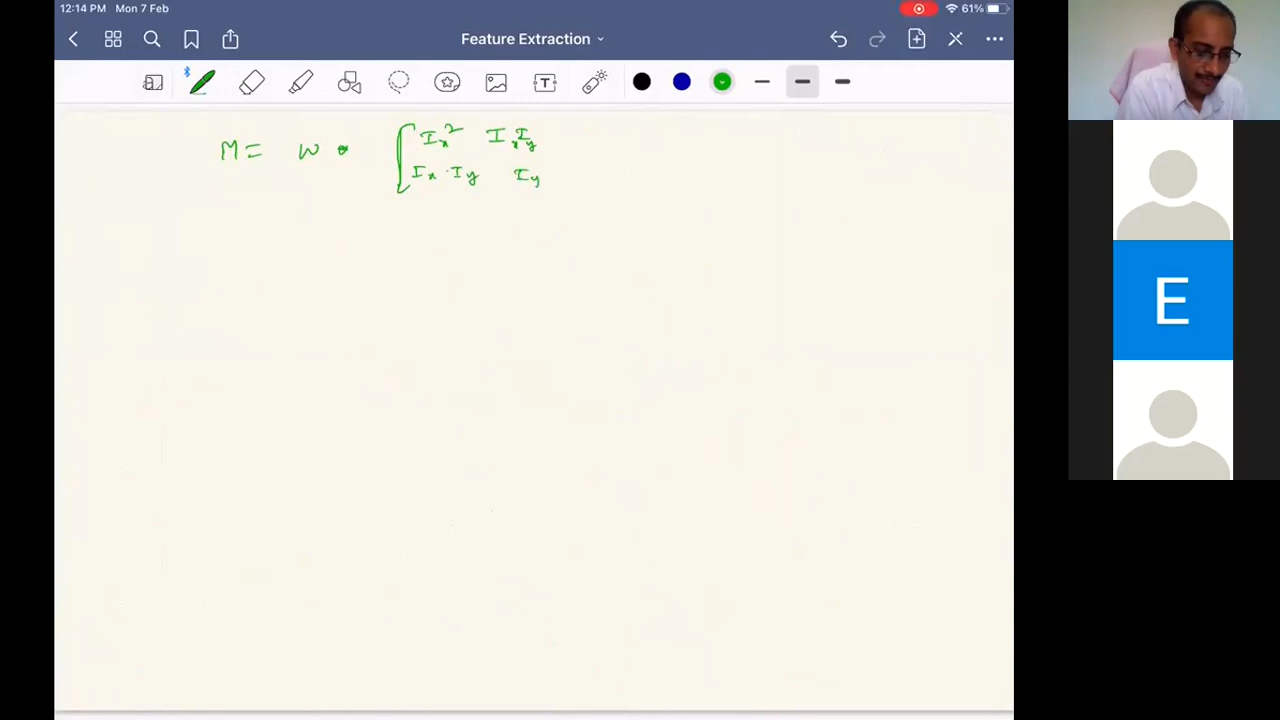 12:14 PM Mon 7 Feb 61%
Feature Extraction
T
M = w * [ Ix² IxIy
Ix · Iy Iy
E